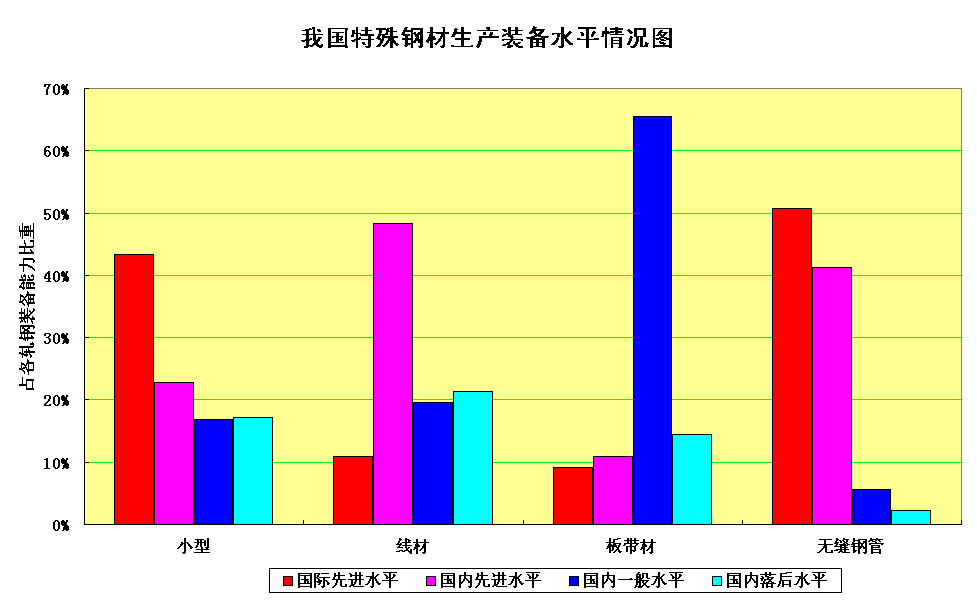 我国特殊钢材生产装备水平情况图
70%
60%
50%
40%
30%
20%
10%
0%
占各轧钢装备能力比重
小型 线材 板带材 无缝钢管
国际先进水平 国内先进水平 国内一般水平 国内落后水平